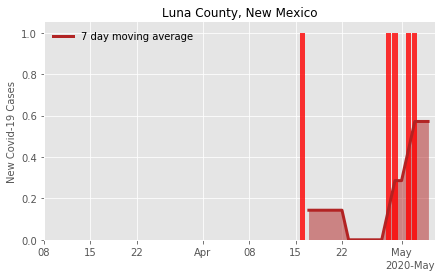 Luna County, New Mexico
7 day moving average
New Covid-19 Cases
1.0
0.8
0.6
0.4
0.2
0.0
08 15 22 Apr 08 15 22 May
2020-May